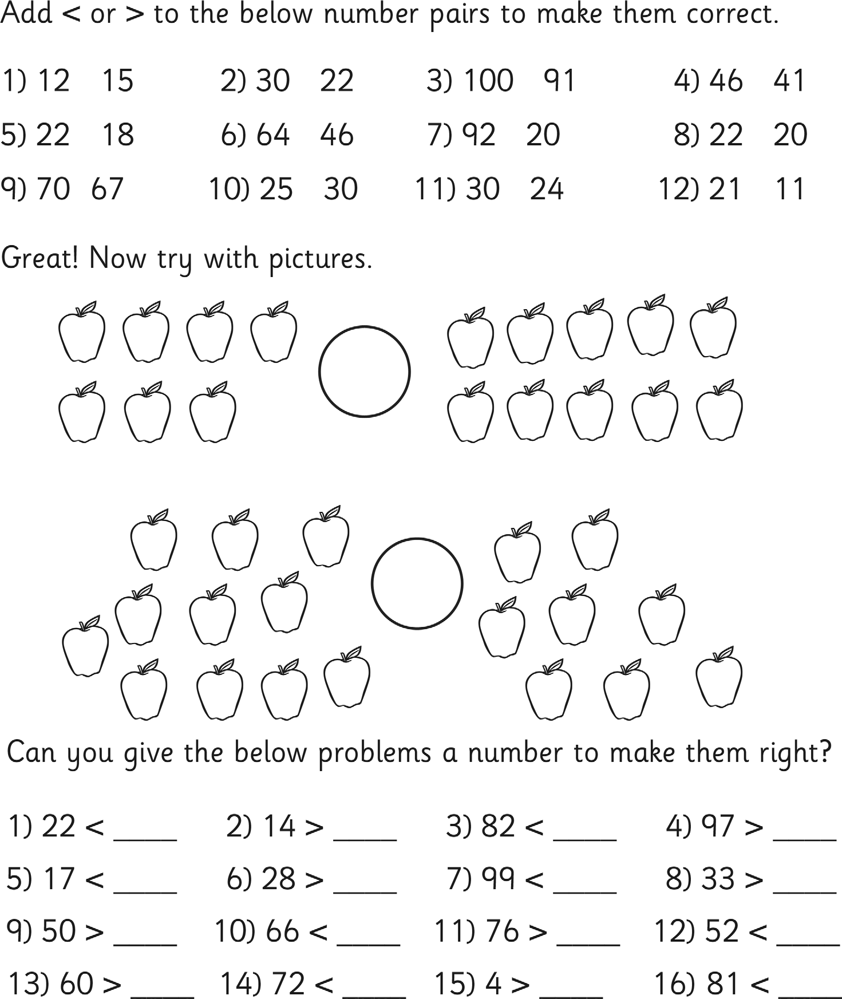 Add < or > to the below number pairs to make them correct.
1) 12 15 2) 30 22 3) 100 91 4) 46 41
5) 22 18 6) 64 46 7) 92 20 8) 22 20
9) 70 67 10) 25 30 11) 30 24 12) 21 11
Great! Now try with pictures.
Can you give the below problems a number to make them right?
1) 22 < ____ 2) 14 > ____ 3) 82 < ____ 4) 97 > ____
5) 17 < ____ 6) 28 > ____ 7) 99 < ____ 8) 33 > ____
9) 50 > ____ 10) 66 < ____ 11) 76 > ____ 12) 52 < ____
13) 60 > ____ 14) 72 < ____ 15) 4 > ____ 16) 81 < ____